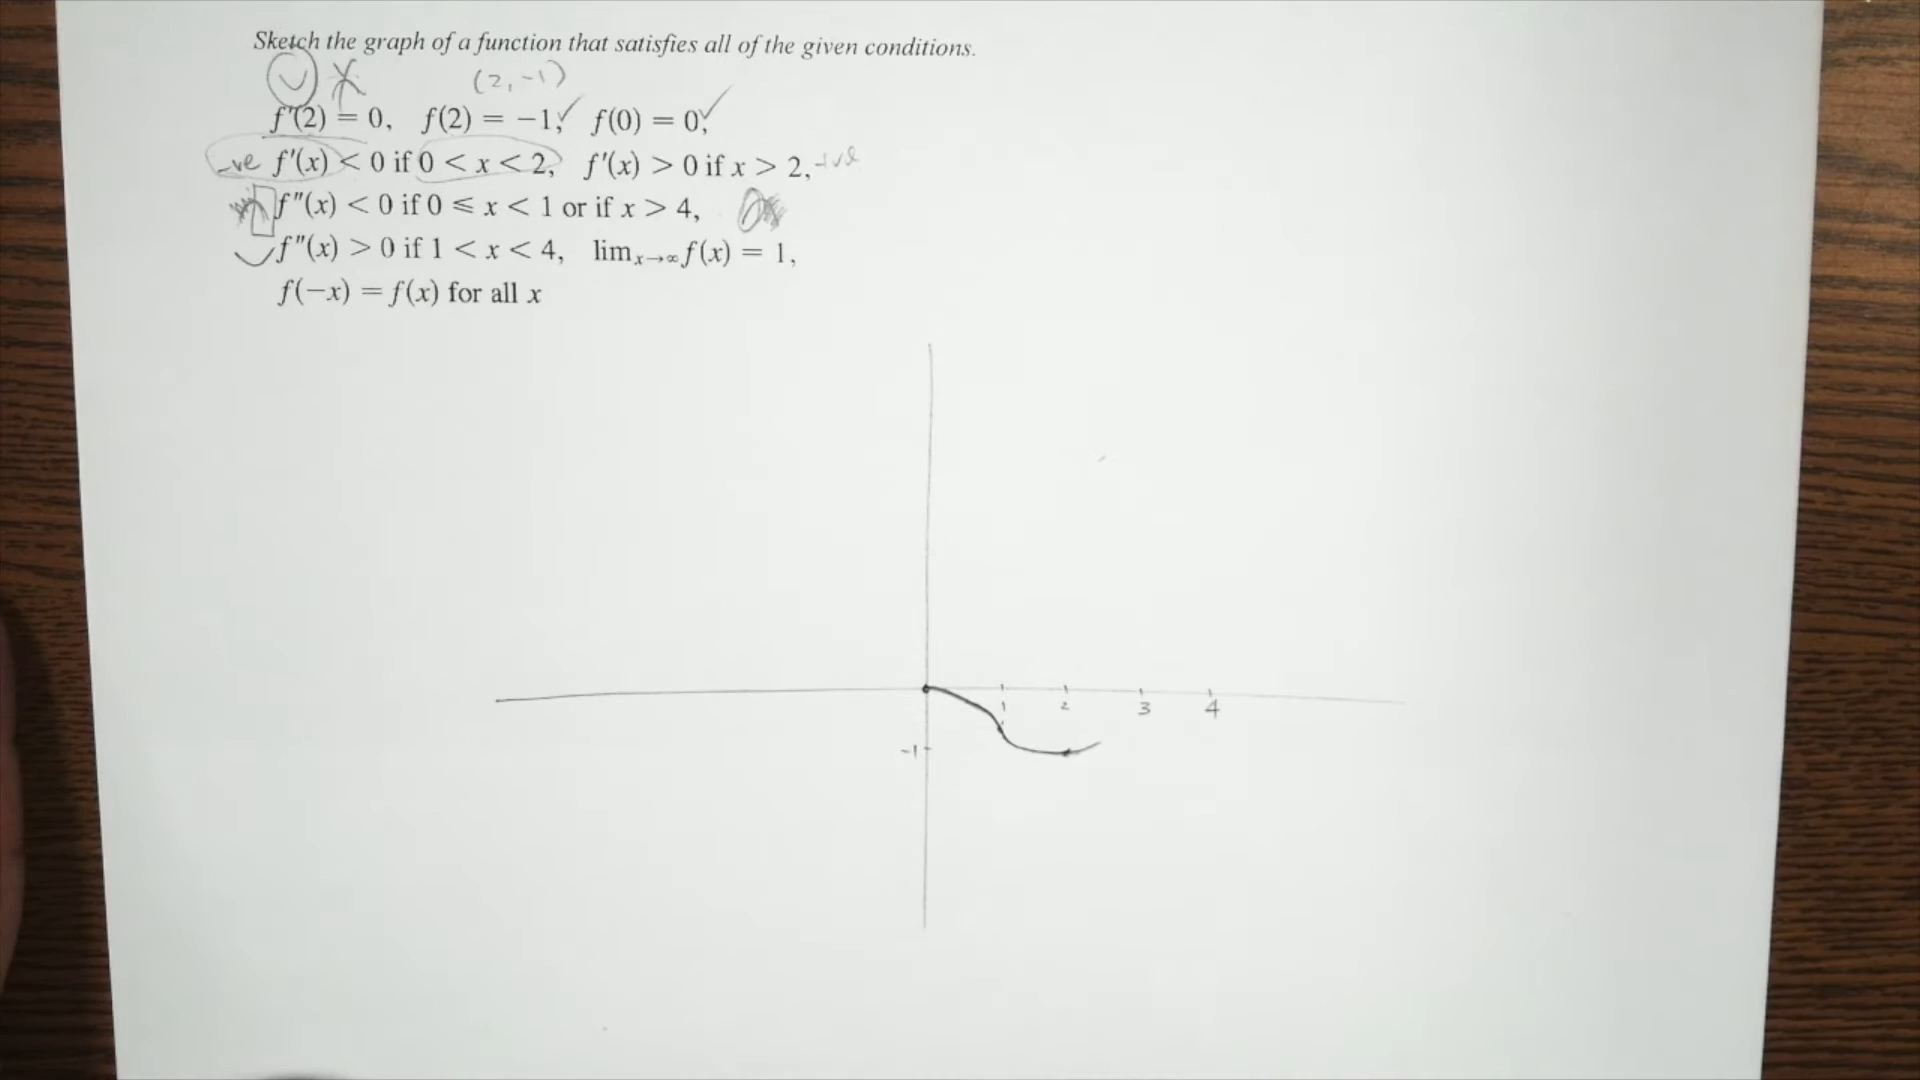 Sketch the graph of a function that satisfies all of the given conditions.
(2, -1)
f'(2) = 0, f(2) = −1, f(0) = 0,
-ve f'(x) < 0 if 0 < x < 2, f'(x) > 0 if x > 2, +ve
f"(x) < 0 if 0 ⩽ x < 1 or if x > 4,
f"(x) > 0 if 1 < x < 4, lim x→∞ f(x) = 1,
f(−x) = f(x) for all x
1 2 3 4
-1